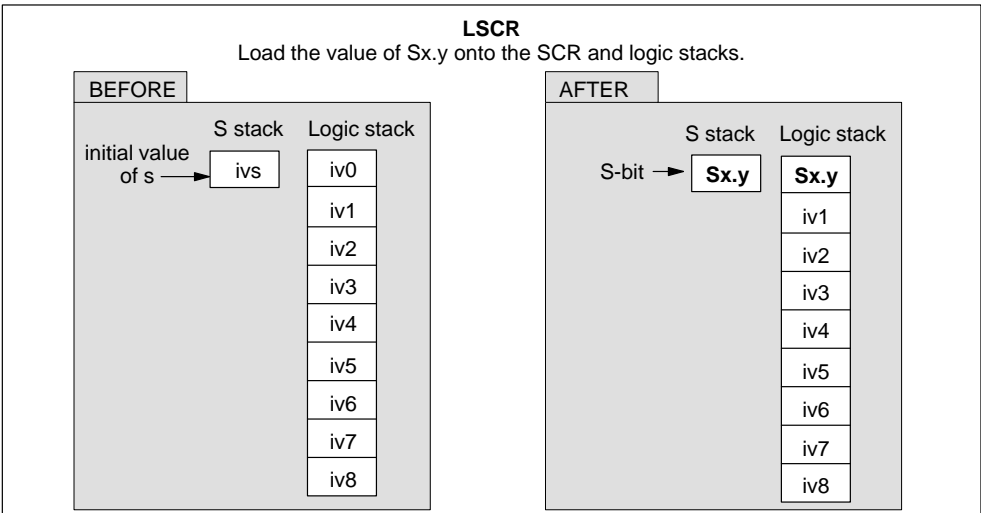 LSCR
Load the value of Sx.y onto the SCR and logic stacks.
BEFORE
S stack Logic stack
initial value
of s
ivs
iv0
iv1
iv2
iv3
iv4
iv5
iv6
iv7
iv8
AFTER
S stack Logic stack
S-bit
Sx.y
Sx.y
iv1
iv2
iv3
iv4
iv5
iv6
iv7
iv8